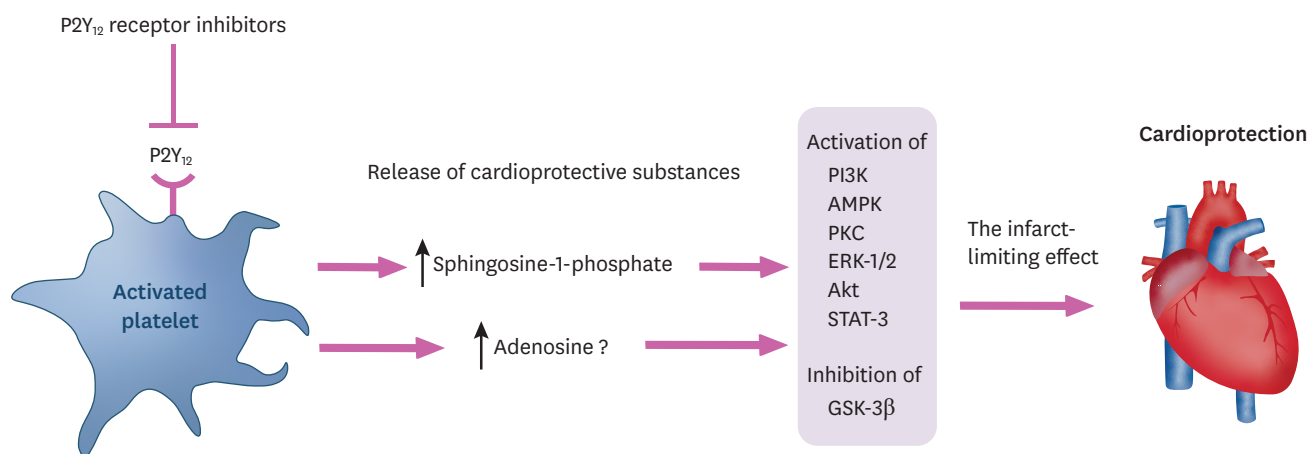 P2Y₁₂ receptor inhibitors
P2Y₁₂
Activated
platelet
Release of cardioprotective substances
Sphingosine-1-phosphate
Adenosine ?
Activation of
PI3K
AMPK
PKC
ERK-1/2
Akt
STAT-3
Inhibition of
GSK-3β
The infarct-
limiting effect
Cardioprotection